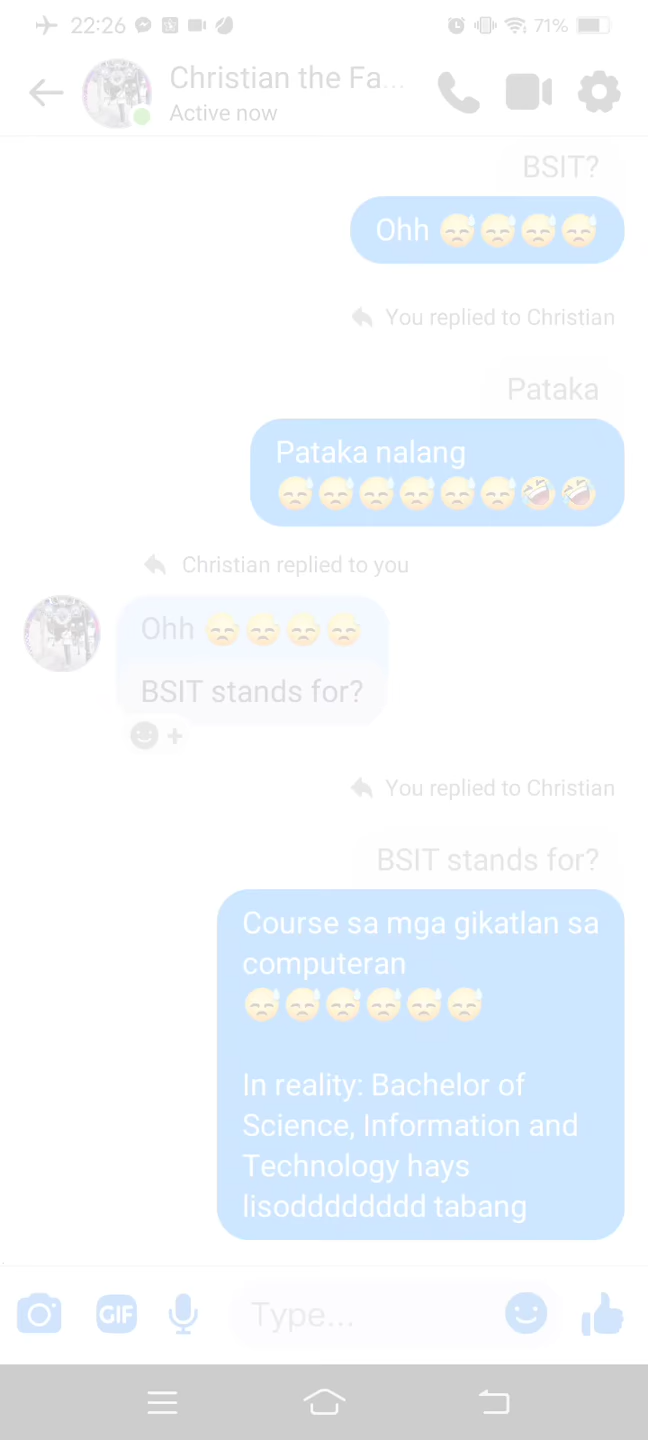 22:26
71%
Christian the Fa...
Active now
BSIT?
Ohh 😓😓😓😓
You replied to Christian
Pataka
Pataka nalang
😓😓😓😓😓😓🤣🤣
Christian replied to you
Ohh 😓😓😓😓
BSIT stands for?
You replied to Christian
BSIT stands for?
Course sa mga gikatlan sa
computeran
😓😓😓😓😓😓
In reality: Bachelor of
Science, Information and
Technology hays
lisodddddddd tabang
GIF
Type...